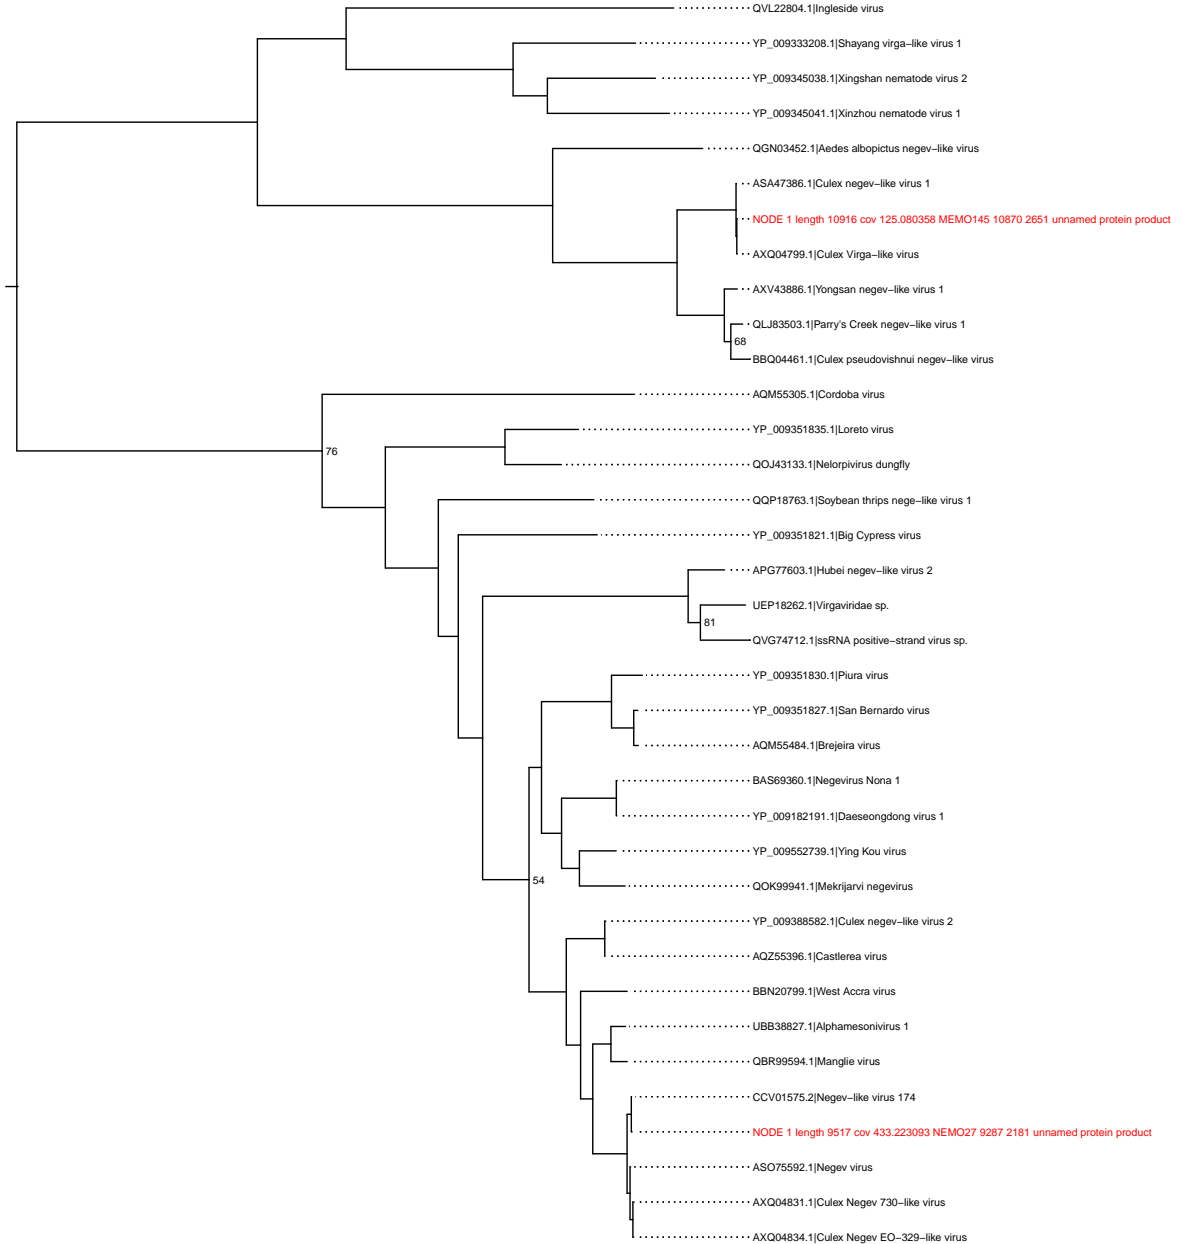 QVL22804.1|Ingleside virus
YP_009333208.1|Shayang virga−like virus 1
YP_009345038.1|Xingshan nematode virus 2
YP_009345041.1|Xinzhou nematode virus 1
QGN03452.1|Aedes albopictus negev−like virus
ASA47386.1|Culex negev−like virus 1
NODE 1 length 10916 cov 125.080358 MEMO145 10870 2651 unnamed protein product
AXQ04799.1|Culex Virga−like virus
AXV43886.1|Yongsan negev−like virus 1
QLJ83503.1|Parry's Creek negev−like virus 1
68
BBQ04461.1|Culex pseudovishnui negev−like virus
AQM55305.1|Cordoba virus
YP_009351835.1|Loreto virus
76
QOJ43133.1|Nelorpivirus dungfly
QQP18763.1|Soybean thrips nege−like virus 1
YP_009351821.1|Big Cypress virus
APG77603.1|Hubei negev−like virus 2
UEP18262.1|Virgaviridae sp.
81
QVG74712.1|ssRNA positive−strand virus sp.
YP_009351830.1|Piura virus
YP_009351827.1|San Bernardo virus
AQM55484.1|Brejeira virus
BAS69360.1|Negevirus Nona 1
YP_009182191.1|Daeseongdong virus 1
YP_009552739.1|Ying Kou virus
54
QOK99941.1|Mekrijarvi negevirus
YP_009388582.1|Culex negev−like virus 2
AQZ55396.1|Castlerea virus
BBN20799.1|West Accra virus
UBB38827.1|Alphamesonivirus 1
QBR99594.1|Manglie virus
CCV01575.2|Negev−like virus 174
NODE 1 length 9517 cov 433.223093 NEMO27 9287 2181 unnamed protein product
ASO75592.1|Negev virus
AXQ04831.1|Culex Negev 730−like virus
AXQ04834.1|Culex Negev EO−329−like virus